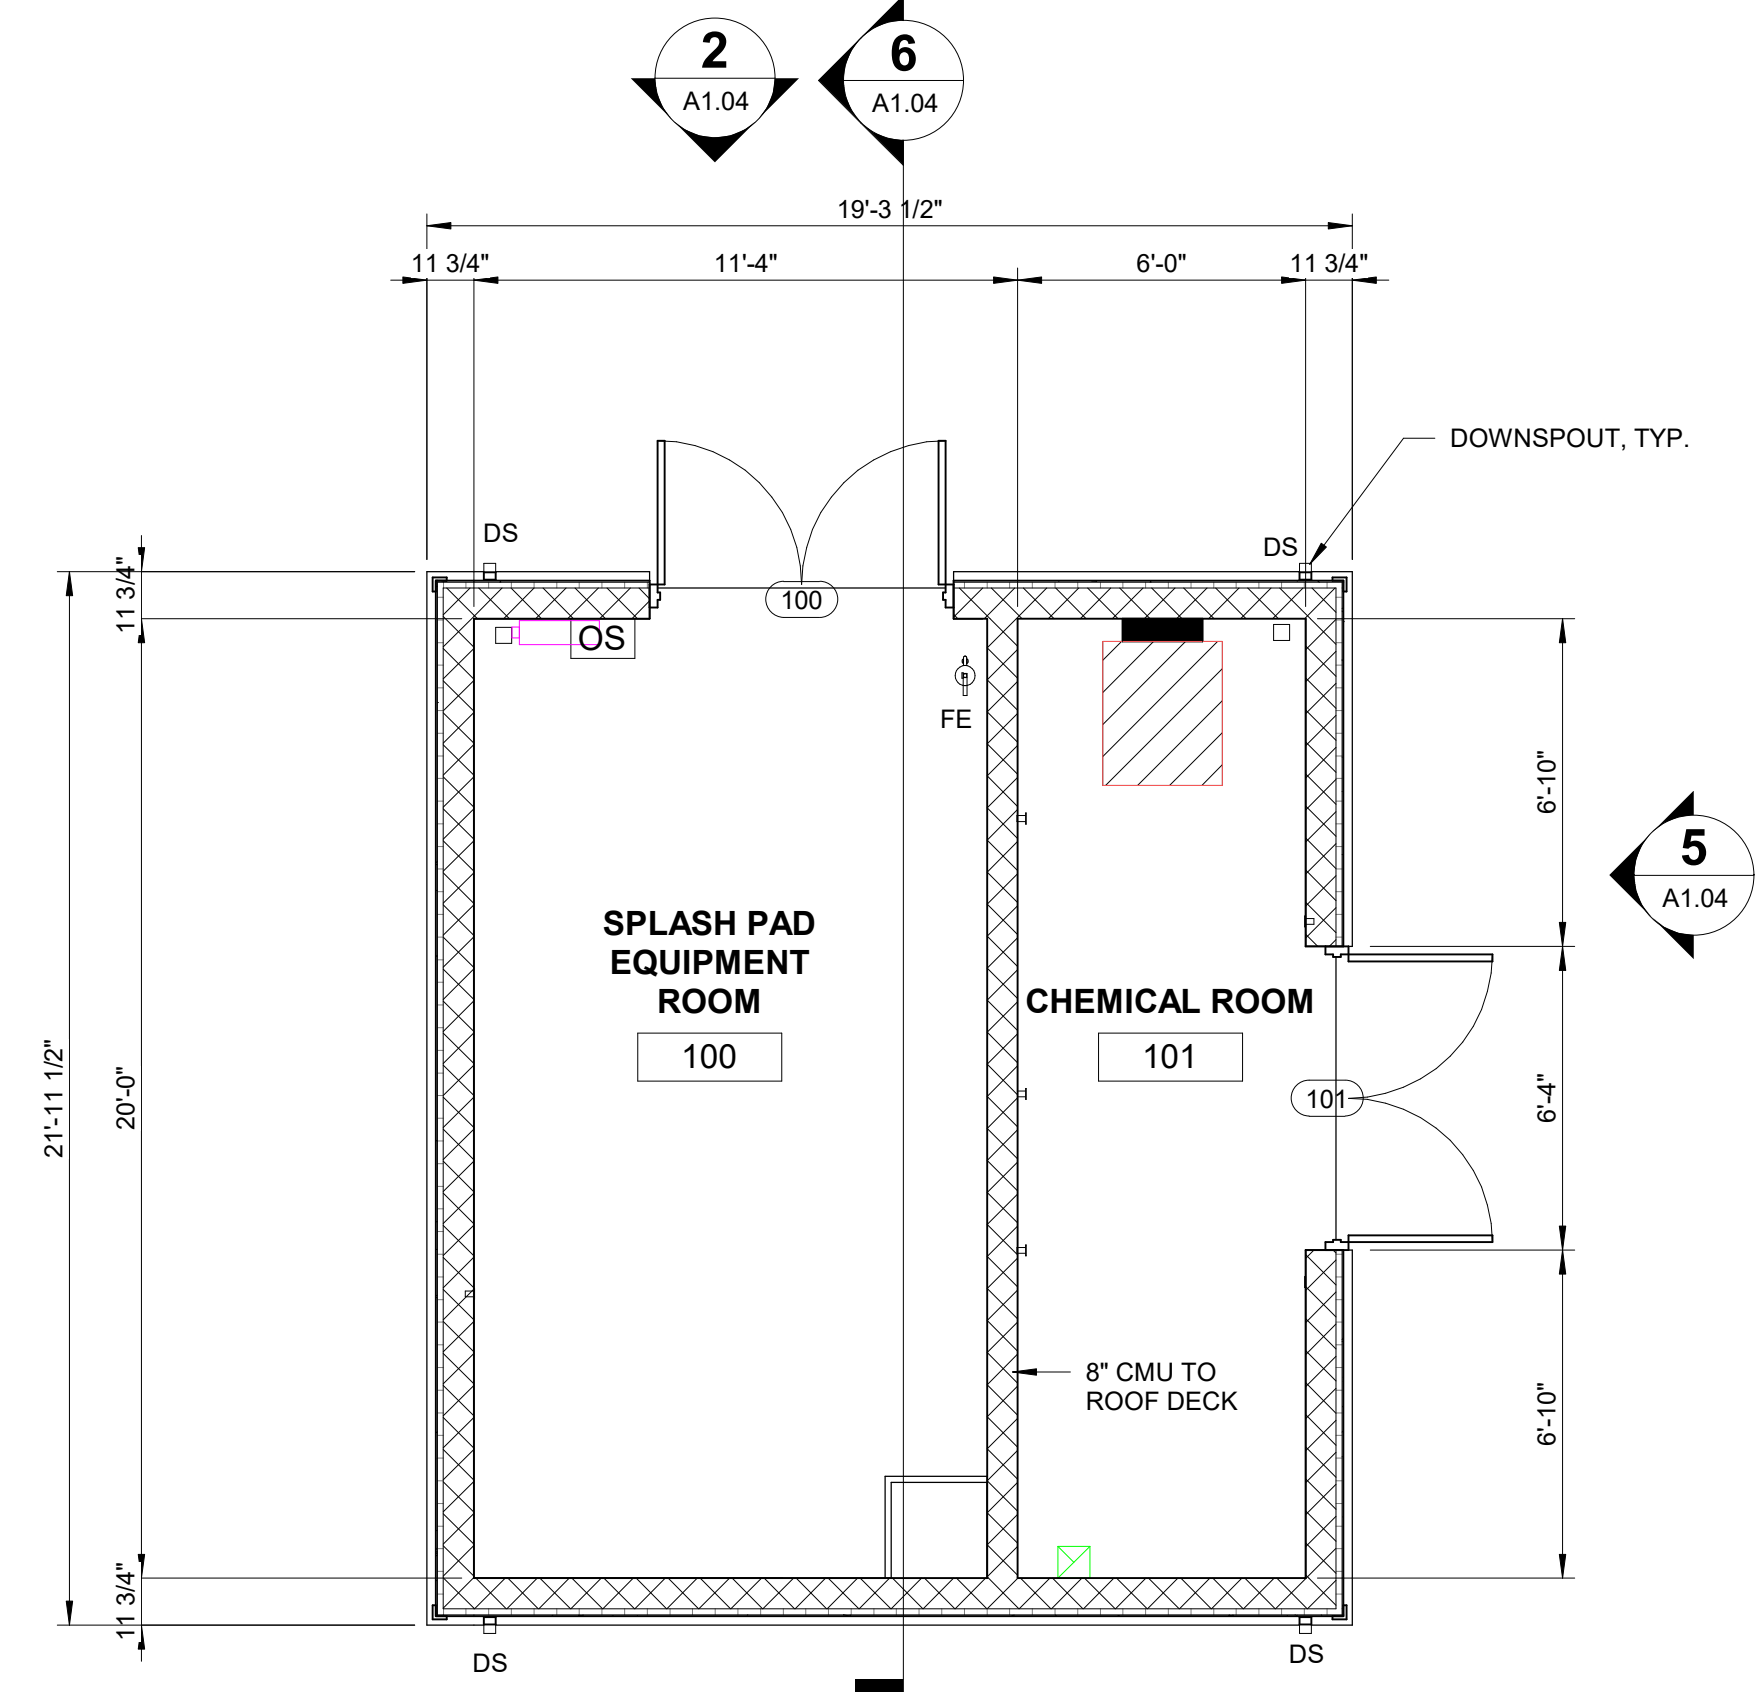 2
A1.04
6
A1.04
19'-3 1/2"
11 3/4"
11'-4"
6'-0"
11 3/4"
DOWNSPOUT, TYP.
DS
DS
11 3/4"
100
OS
FE
6'-10"
5
A1.04
SPLASH PAD
EQUIPMENT
ROOM
100
CHEMICAL ROOM
101
21'-11 1/2"
20'-0"
101
6'-4"
8" CMU TO
ROOF DECK
6'-10"
11 3/4"
DS
DS